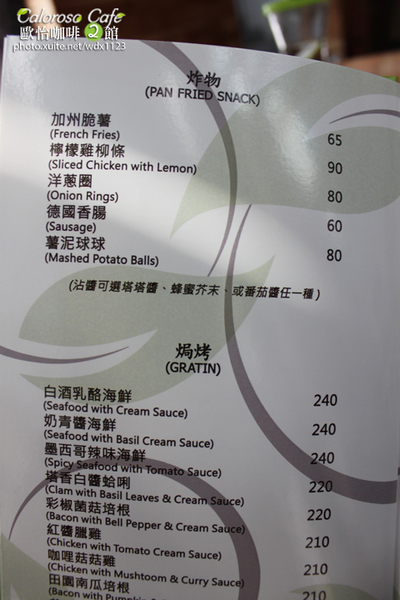 Caloroso Cafe
歐怡咖啡2館
photo.xuite.net/wdx1123
炸物
(PAN FRIED SNACK)
加州脆薯
(French Fries) 65
檸檬雞柳條
(Sliced Chicken with Lemon) 90
洋蔥圈
(Onion Rings) 80
德國香腸
(Sausage) 60
薯泥球球
(Mashed Potato Balls) 80
(沾醬可選塔塔醬、蜂蜜芥末、或番茄醬任一種)
焗烤
(GRATIN)
白酒乳酪海鮮 240
(Seafood with Cream Sauce)
奶青醬海鮮 240
(Seafood with Basil Cream Sauce)
墨西哥辣味海鮮 240
(Spicy Seafood with Tomato Sauce)
塔香白醬蛤唎 220
(Clam with Basil Leaves & Cream Sauce)
彩椒菌菇培根 220
(Bacon with Bell Pepper & Cream Sauce)
紅醬臘雞 210
(Chicken with Tomato Cream Sauce)
咖哩菇菇雞 210
(Chicken with Mushtoom & Curry Sauce)
田園南瓜培根 210
(Bacon with Pumpkin